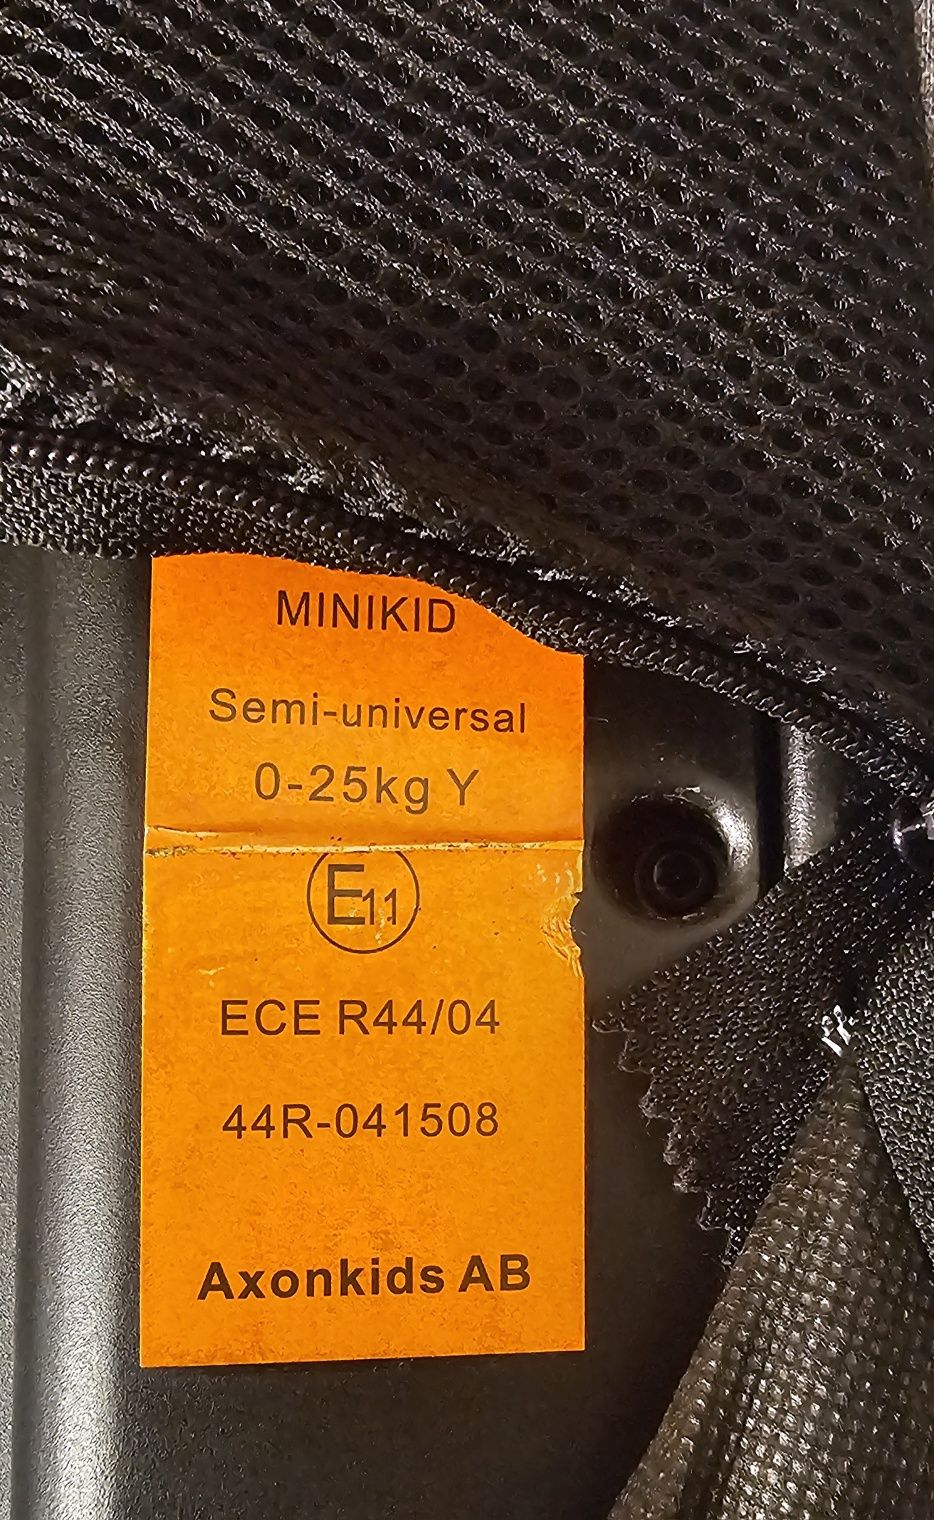 MINIKID
Semi-universal
0-25kg Y
E11
ECE R44/04
44R-041508
Axonkids AB